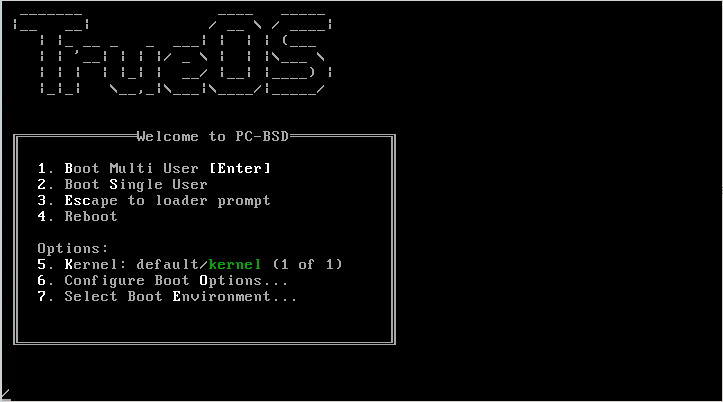 TrueOS
Welcome to PC-BSD
1. Boot Multi User [Enter]
2. Boot Single User
3. Escape to loader prompt
4. Reboot
Options:
5. Kernel: default/kernel (1 of 1)
6. Configure Boot Options...
7. Select Boot Environment...
/